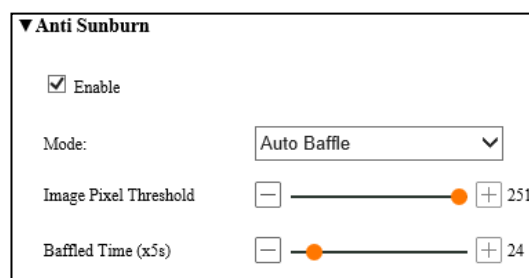 ▼Anti Sunburn
Enable
Mode: Auto Baffle
Image Pixel Threshold 251
Baffled Time (x5s) 24